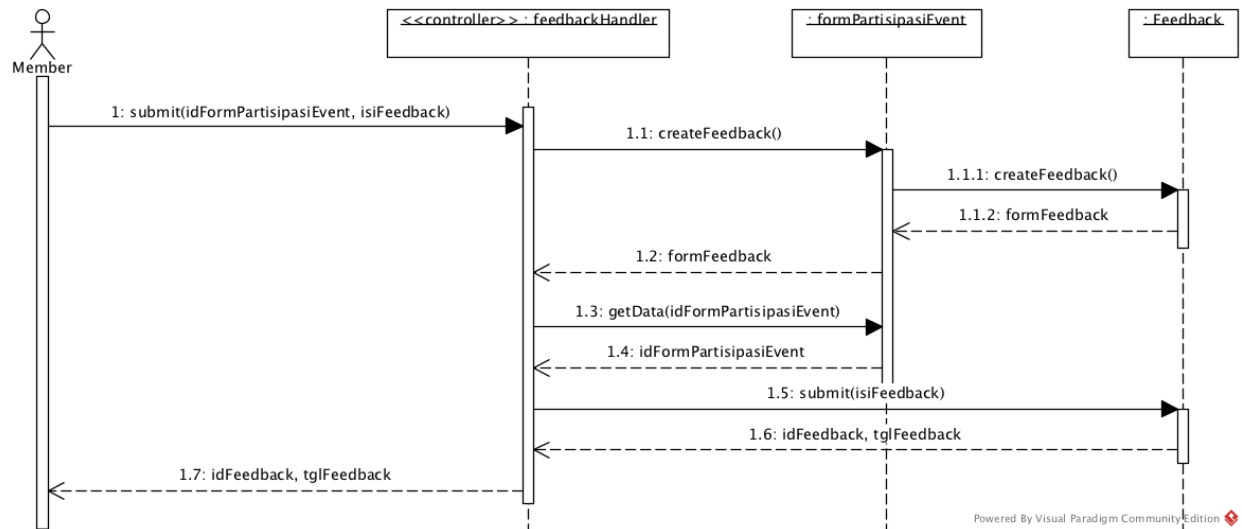 <<controller>> : feedbackHandler
: formPartisipasiEvent
: Feedback
Member
1: submit(idFormPartisipasiEvent, isiFeedback)
1.1: createFeedback()
1.1.1: createFeedback()
1.1.2: formFeedback
1.2: formFeedback
1.3: getData(idFormPartisipasiEvent)
1.4: idFormPartisipasiEvent
1.5: submit(isiFeedback)
1.6: idFeedback, tglFeedback
1.7: idFeedback, tglFeedback
Powered By Visual Paradigm Community Edition